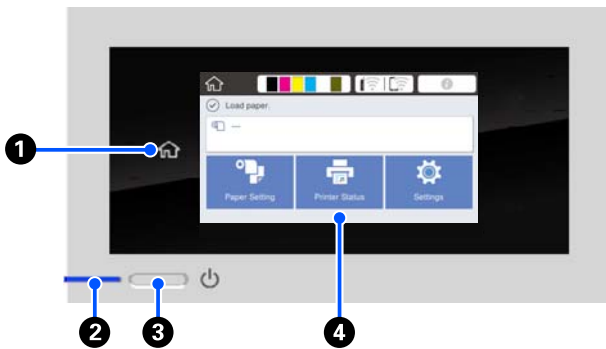 Load paper.
---
1
Paper Setting
Printer Status
Settings
2
3
4